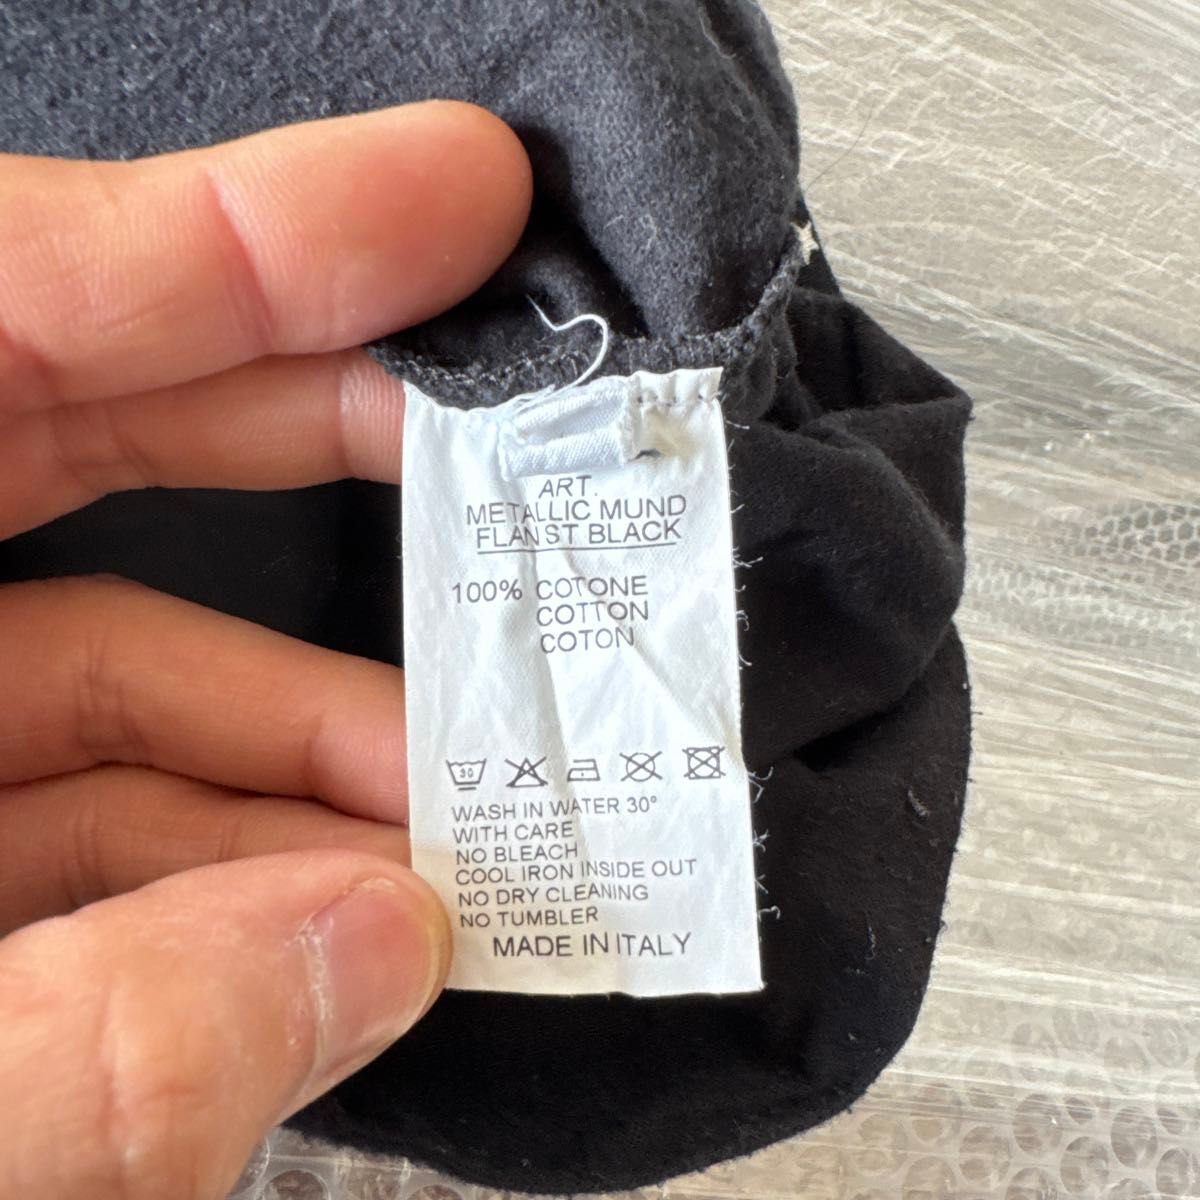 ART.
METALLIC MUND
FLAN ST BLACK
100% COTONE
COTTON
COTON
30
WASH IN WATER 30°
WITH CARE
NO BLEACH
COOL IRON INSIDE OUT
NO DRY CLEANING
NO TUMBLER
MADE IN ITALY